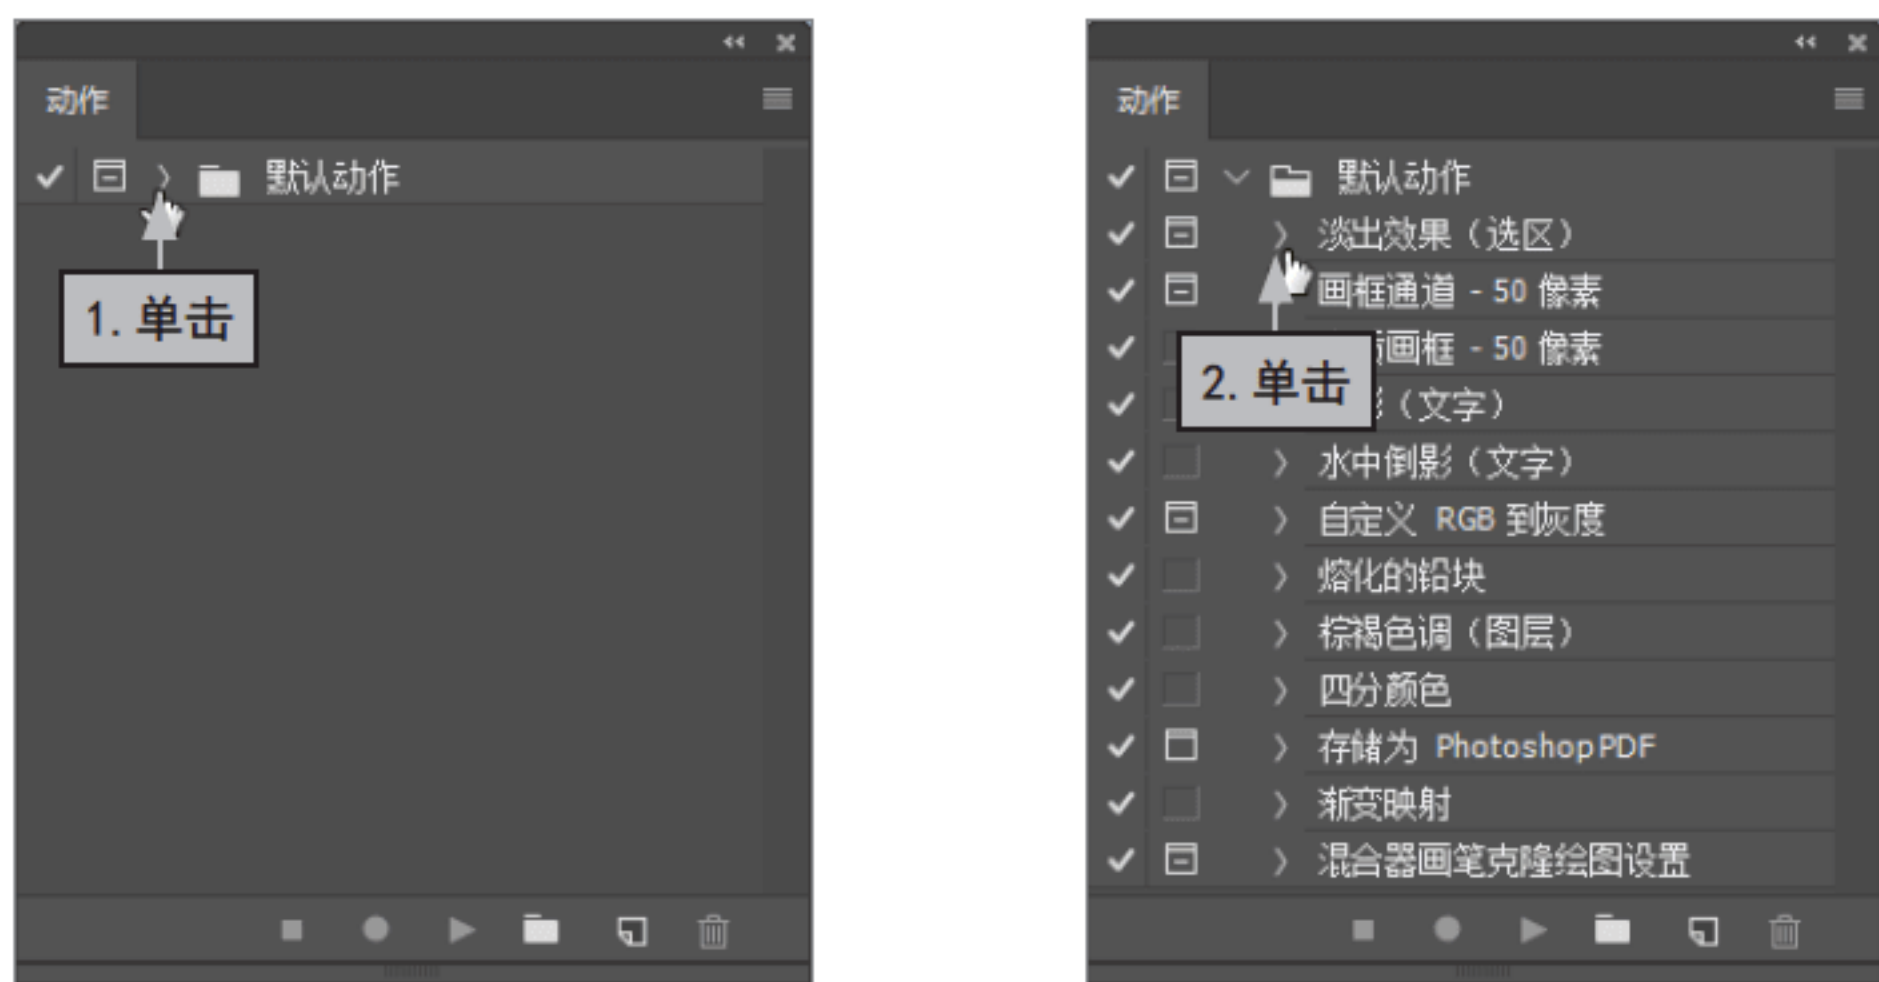 动作
默认动作
1. 单击
动作
默认动作
淡出效果（选区）
画框通道 - 50 像素
画框 - 50 像素
2. 单击
（文字）
水中倒影（文字）
自定义 RGB 到灰度
熔化的铅块
棕褐色调（图层）
四分颜色
存储为 Photoshop PDF
渐变映射
混合器画笔克隆绘图设置